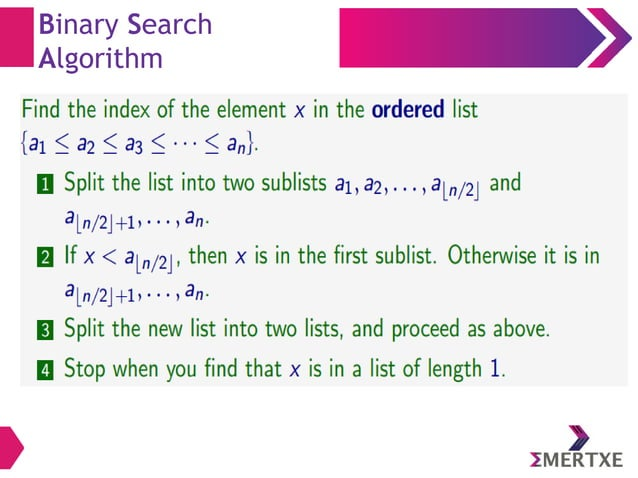 Binary Search
Algorithm
Find the index of the element x in the ordered list
{a₁ ≤ a₂ ≤ a₃ ≤ ⋯ ≤ aₙ}.
1 Split the list into two sublists a₁, a₂, . . . , a⌊n/2⌋ and
a⌊n/2⌋+1, . . . , aₙ.
2 If x < a⌊n/2⌋, then x is in the first sublist. Otherwise it is in
a⌊n/2⌋+1, . . . , aₙ.
3 Split the new list into two lists, and proceed as above.
4 Stop when you find that x is in a list of length 1.
ΣMERTXE